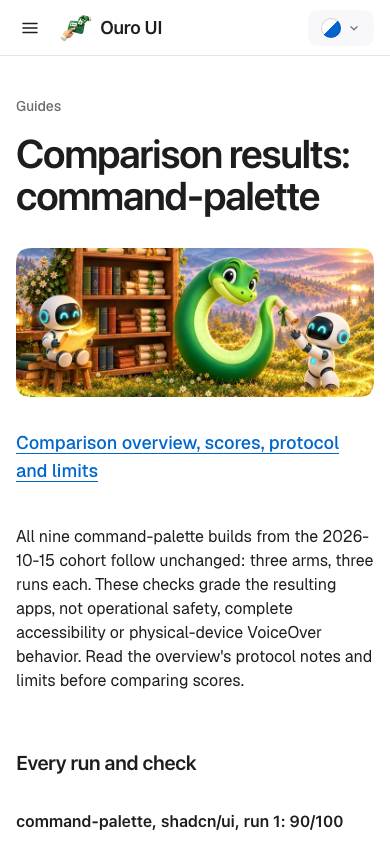 Ouro UI
Guides
Comparison results:
command-palette
Comparison overview, scores, protocol
and limits
All nine command-palette builds from the 2026-
10-15 cohort follow unchanged: three arms, three
runs each. These checks grade the resulting
apps, not operational safety, complete
accessibility or physical-device VoiceOver
behavior. Read the overview's protocol notes and
limits before comparing scores.
Every run and check
command-palette, shadcn/ui, run 1: 90/100